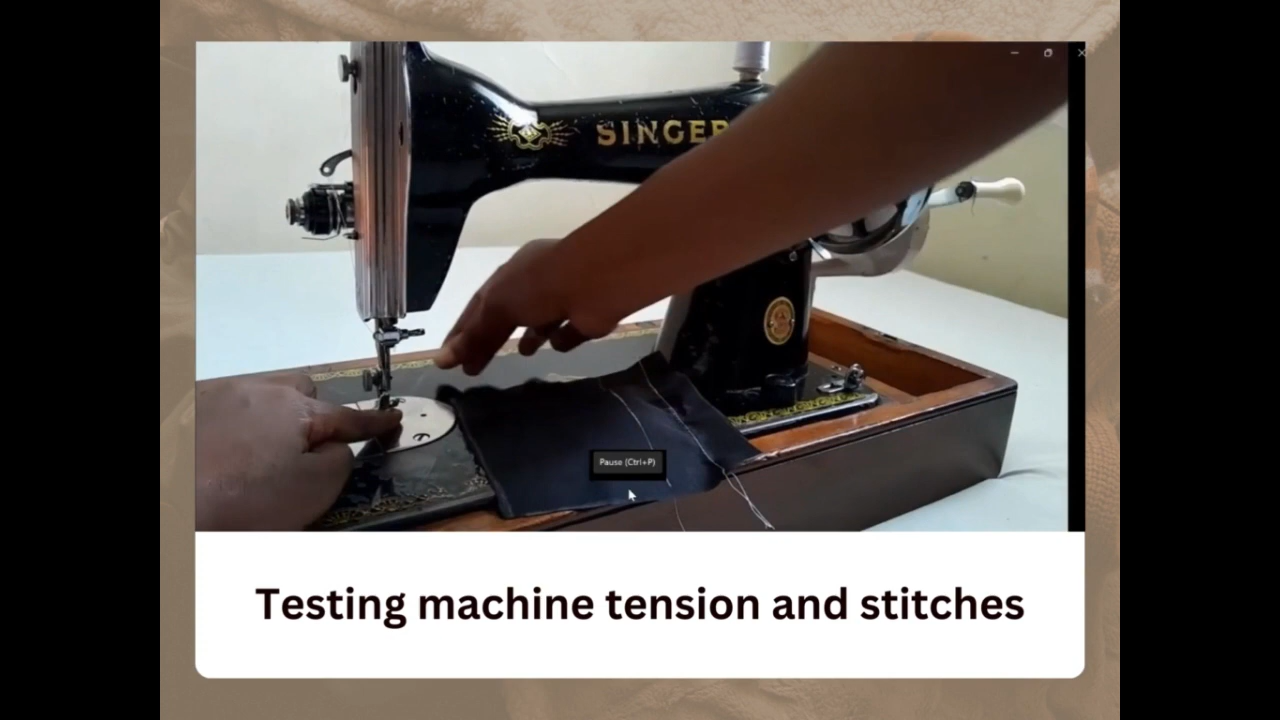 SINGER
Pause (Ctrl+P)
Testing machine tension and stitches